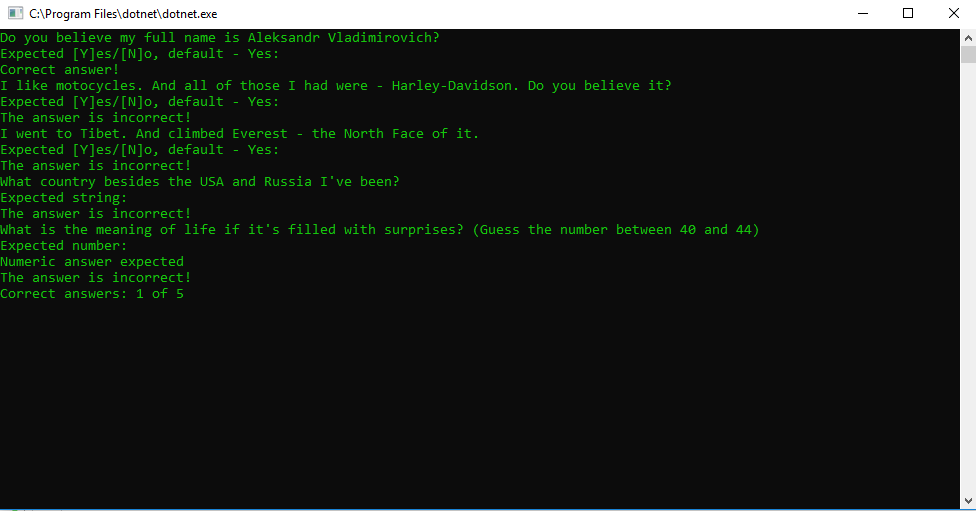 C:\Program Files\dotnet\dotnet.exe
Do you believe my full name is Aleksandr Vladimirovich?
Expected [Y]es/[N]o, default - Yes:
Correct answer!
I like motocycles. And all of those I had were - Harley-Davidson. Do you believe it?
Expected [Y]es/[N]o, default - Yes:
The answer is incorrect!
I went to Tibet. And climbed Everest - the North Face of it.
Expected [Y]es/[N]o, default - Yes:
The answer is incorrect!
What country besides the USA and Russia I've been?
Expected string:
The answer is incorrect!
What is the meaning of life if it's filled with surprises? (Guess the number between 40 and 44)
Expected number:
Numeric answer expected
The answer is incorrect!
Correct answers: 1 of 5